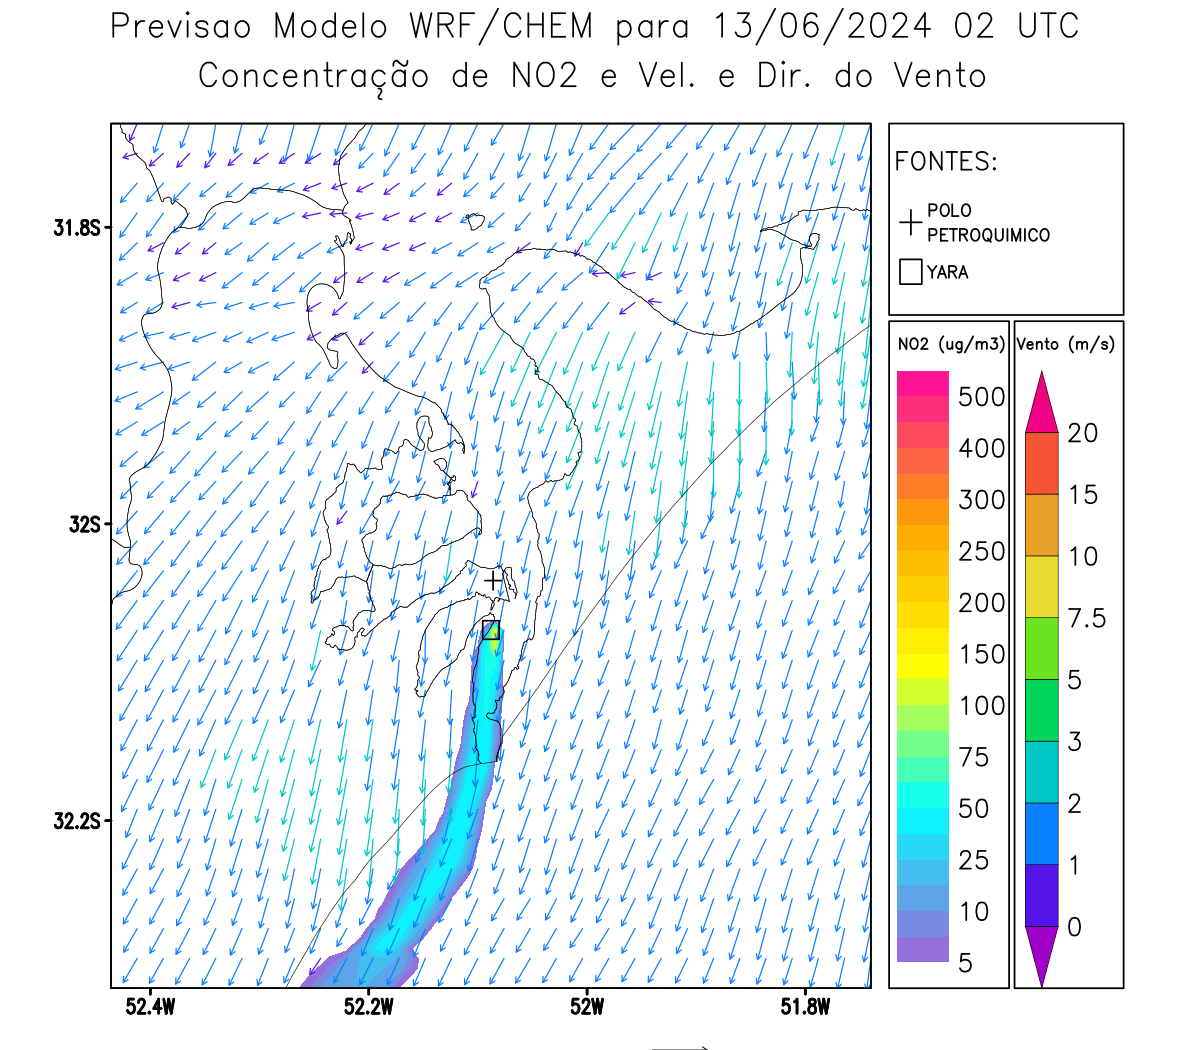 Previsao Modelo WRF/CHEM para 13/06/2024 02 UTC
Concentração de NO2 e Vel. e Dir. do Vento
FONTES:
POLO
PETROQUIMICO
YARA
NO2 (ug/m3)
500
400
300
250
200
150
100
75
50
25
10
5
Vento (m/s)
20
15
10
7.5
5
3
2
1
0
31.8S
32S
32.2S
52.4W
52.2W
52W
51.8W